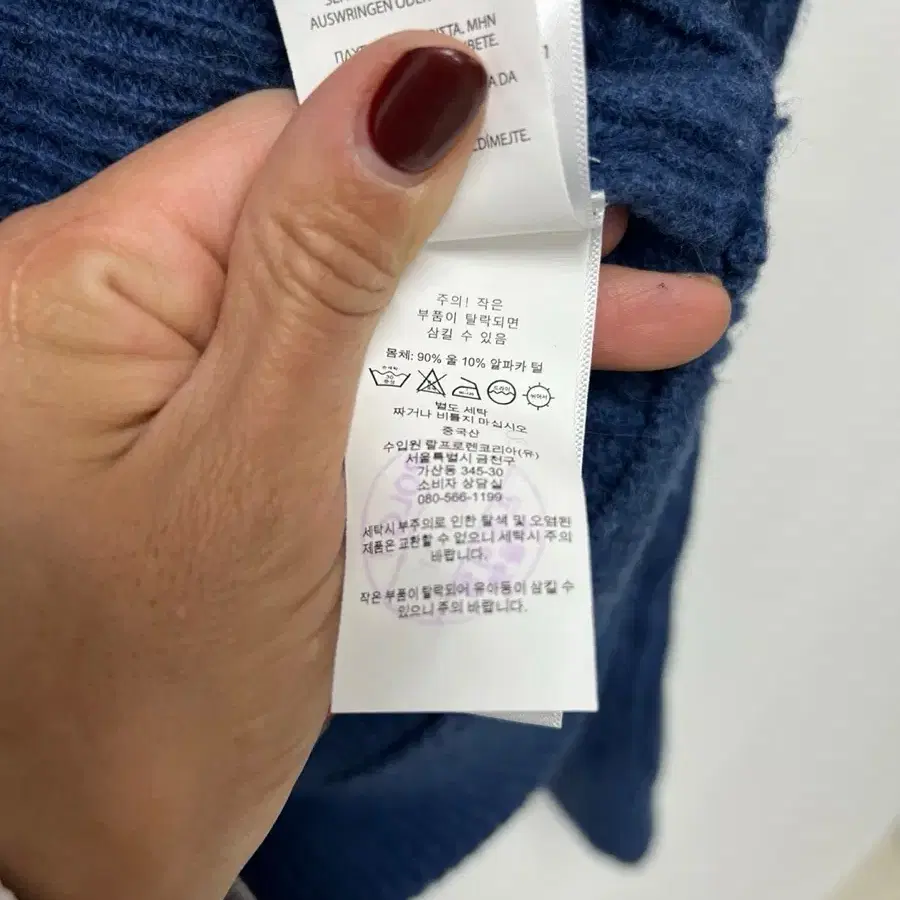 AUSWRINGEN ODER
ΜΗΝ
1
A DA
주의! 작은
부품이 탈락되면
삼킬 수 있음
몸체: 90% 울 10% 알파카 털
30
별도 세탁
짜거나 비틀지 마십시오
중국산
수입원 랄프로렌코리아(유)
서울특별시 금천구
가산동 345-30
소비자 상담실
080-566-1199
세탁시 부주의로 인한 탈색 및 오염된
제품은 교환할 수 없으니 세탁시 주의
바랍니다.
작은 부품이 탈락되어 유아등이 삼킬 수
있으니 주의 바랍니다.